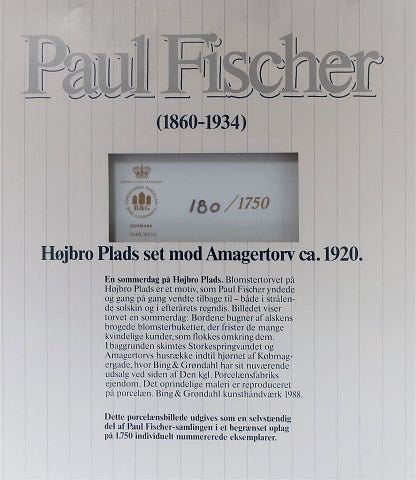 Paul Fischer
(1860-1934)
B&G
DENMARK
180/1750
Højbro Plads set mod Amagertorv ca. 1920.
En sommerdag på Højbro Plads. Blomstertorvet på
Højbro Plads er et motiv, som Paul Fischer yndede
og gang på gang vendte tilbage til – både i strålen-
de solskin og i efterårets regndis. Billedet viser
torvet en sommerdag: Bordene bugner af alskens
brogede blomsterbuketter, der frister de mange
kvindelige kunder, som flokkes omkring dem.
I baggrunden skimtes Storkespringvandet og
Amagertorvs husrække indtil hjørnet af Købmag-
ergade, hvor Bing & Grøndahl har sit nuværende
udsalg ved siden af Den kgl. Porcelænsfabriks
ejendom. Det oprindelige maleri er reproduceret
på porcelæn. Bing & Grøndahl kunsthåndværk 1988.
Dette porcelænsbillede udgives som en selvstændig
del af Paul Fischer-samlingen i et begrænset oplag
på 1.750 individuelt nummererede eksemplarer.